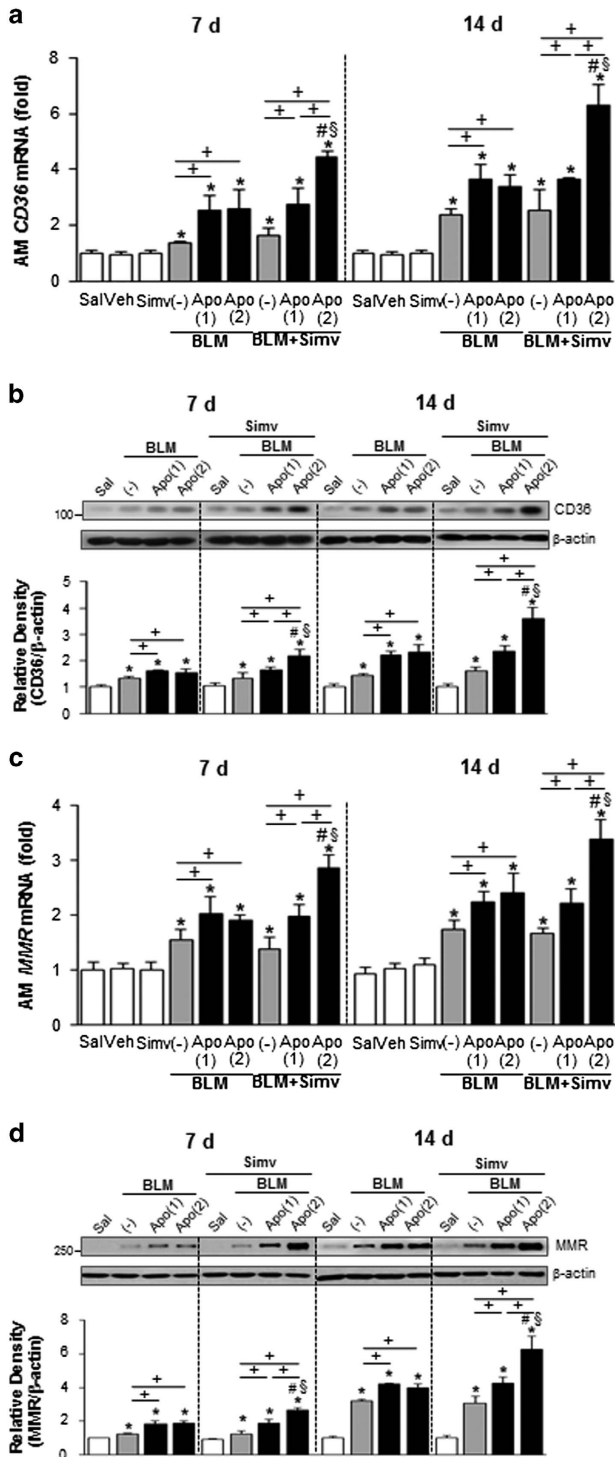 a
7 d 14 d
AM CD36 mRNA (fold)
8
6
4
2
0
+ + + + + + + + + +
#§ #§
* * * * * * * * * * * *
Sal Veh Simv (-) Apo (1) Apo (2) (-) Apo (1) Apo (2) Sal Veh Simv (-) Apo (1) Apo (2) (-) Apo (1) Apo (2)
BLM BLM+Simv BLM BLM+Simv
b
7 d 14 d
Simv Simv
BLM BLM BLM BLM
Sal (-) Apo(1) Apo(2) Sal (-) Apo(1) Apo(2) Sal (-) Apo(1) Apo(2) Sal (-) Apo(1) Apo(2)
100 CD36
β-actin
Relative Density
(CD36/β-actin)
5
4
3
2
1
0
+ + + + + + + + + +
#§ #§
* * * * * * * * * * * *
c
7 d 14 d
AM MMR mRNA (fold)
4
3
2
1
0
+ + + + + + + + + +
#§ #§
* * * * * * * * * * * *
Sal Veh Simv (-) Apo (1) Apo (2) (-) Apo (1) Apo (2) Sal Veh Simv (-) Apo (1) Apo (2) (-) Apo (1) Apo (2)
BLM BLM+Simv BLM BLM+Simv
d
7 d 14 d
Simv Simv
BLM BLM BLM BLM
Sal (-) Apo(1) Apo(2) Sal (-) Apo(1) Apo(2) Sal (-) Apo(1) Apo(2) Sal (-) Apo(1) Apo(2)
250 MMR
β-actin
Relative Density
(MMR/β-actin)
8
6
4
2
0
+ + + + + + + + + +
#§ #§
* * * * * * * * * * * *